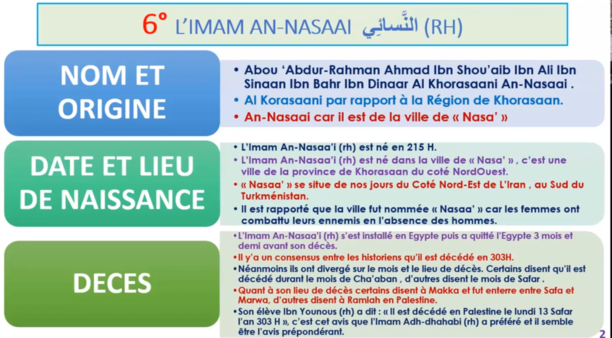 6° L'IMAM AN-NASAAI النَّسائِي (RH)
NOM ET
ORIGINE
• Abou ‘Abdur-Rahman Ahmad Ibn Shou'aib Ibn Ali Ibn
Sinaan Ibn Bahr Ibn Dinaar Al Khorasaani An-Nasaai .
• Al Korasaani par rapport à la Région de Khorasaan.
• An-Nasaai car il est de la ville de « Nasa' »
DATE ET LIEU
DE NAISSANCE
• L'Imam An-Nasaa'i (rh) est né en 215 H.
• L'Imam An-Nasaa'i (rh) est né dans la ville de « Nasa' » , c'est une
ville de la province de Khorasaan du coté NordOuest.
• « Nasaa' » se situe de nos jours du Coté Nord-Est de L'Iran , au Sud du
Turkménistan.
• Il est rapporté que la ville fut nommée « Nasaa' » car les femmes ont
combattu leurs ennemis en l'absence des hommes.
DECES
• L'Imam An-Nasaa'i (rh) s'est installé en Egypte puis a quitté l'Egypte 3 mois et
demi avant son décès.
• Il y'a un consensus entre les historiens qu'il est décédé en 303H.
• Néanmoins ils ont divergé sur le mois et le lieu de décès. Certains disent qu'il est
décédé durant le mois de Cha'aban , d'autres disent le mois de Safar .
• Quant à son lieu de décès certains disent à Makka et fut enterre entre Safa et
Marwa, d'autres disent à Ramlah en Palestine.
• Son élève Ibn Younous (rh) a dit : « Il est décédé en Palestine le lundi 13 Safar
l'an 303 H », c'est cet avis que l'Imam Adh-dhahabi (rh) a préféré et il semble
être l'avis prépondérant.
2